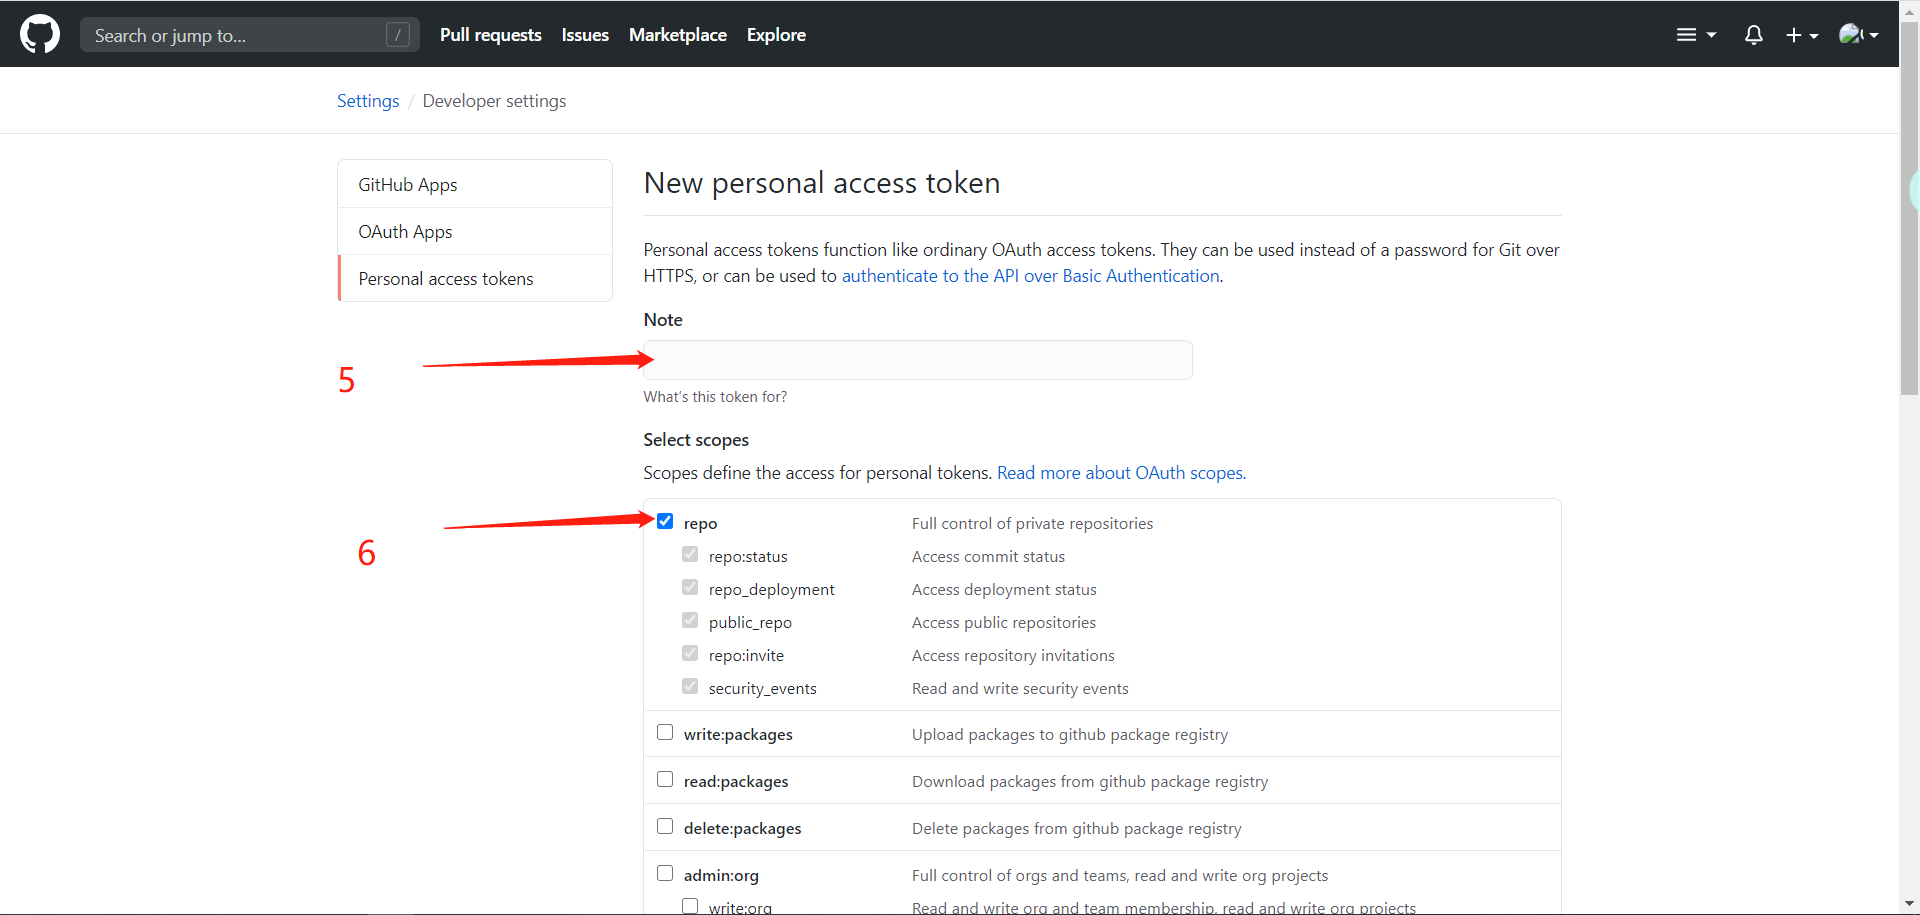 Search or jump to... /
Pull requests Issues Marketplace Explore
Settings / Developer settings
GitHub Apps
OAuth Apps
Personal access tokens
New personal access token
Personal access tokens function like ordinary OAuth access tokens. They can be used instead of a password for Git over
HTTPS, or can be used to authenticate to the API over Basic Authentication.
Note
5
What's this token for?
Select scopes
Scopes define the access for personal tokens. Read more about OAuth scopes.
6
repo Full control of private repositories
repo:status Access commit status
repo_deployment Access deployment status
public_repo Access public repositories
repo:invite Access repository invitations
security_events Read and write security events
write:packages Upload packages to github package registry
read:packages Download packages from github package registry
delete:packages Delete packages from github package registry
admin:org Full control of orgs and teams, read and write org projects
write:org Read and write org and team membership, read and write org projects